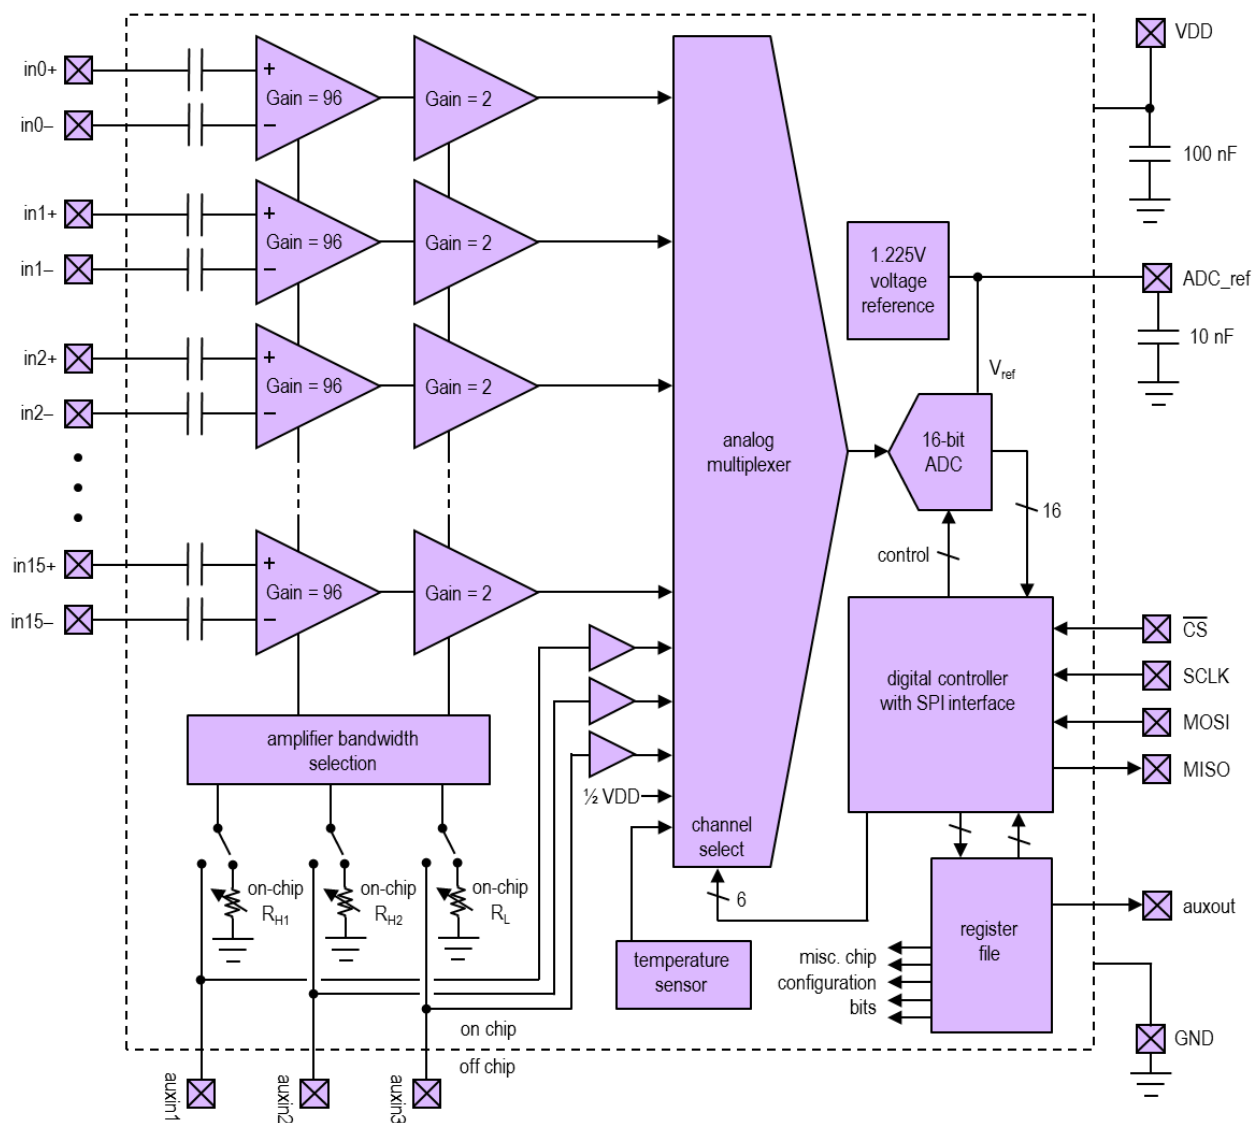 VDD
in0+
+
Gain = 96
Gain = 2
in0–
–
100 nF
in1+
+
Gain = 96
Gain = 2
in1–
–
1.225V
voltage
reference
ADC_ref
10 nF
in2+
+
Gain = 96
Gain = 2
in2–
–
Vref
analog
multiplexer
16-bit
ADC
16
control
in15+
+
Gain = 96
Gain = 2
in15–
–
CS
SCLK
MOSI
MISO
digital controller
with SPI interface
amplifier bandwidth
selection
½ VDD
channel
select
6
on-chip
RH1
on-chip
RH2
on-chip
RL
temperature
sensor
register
file
auxout
misc. chip
configuration
bits
on chip
off chip
GND
auxin1
auxin2
auxin3